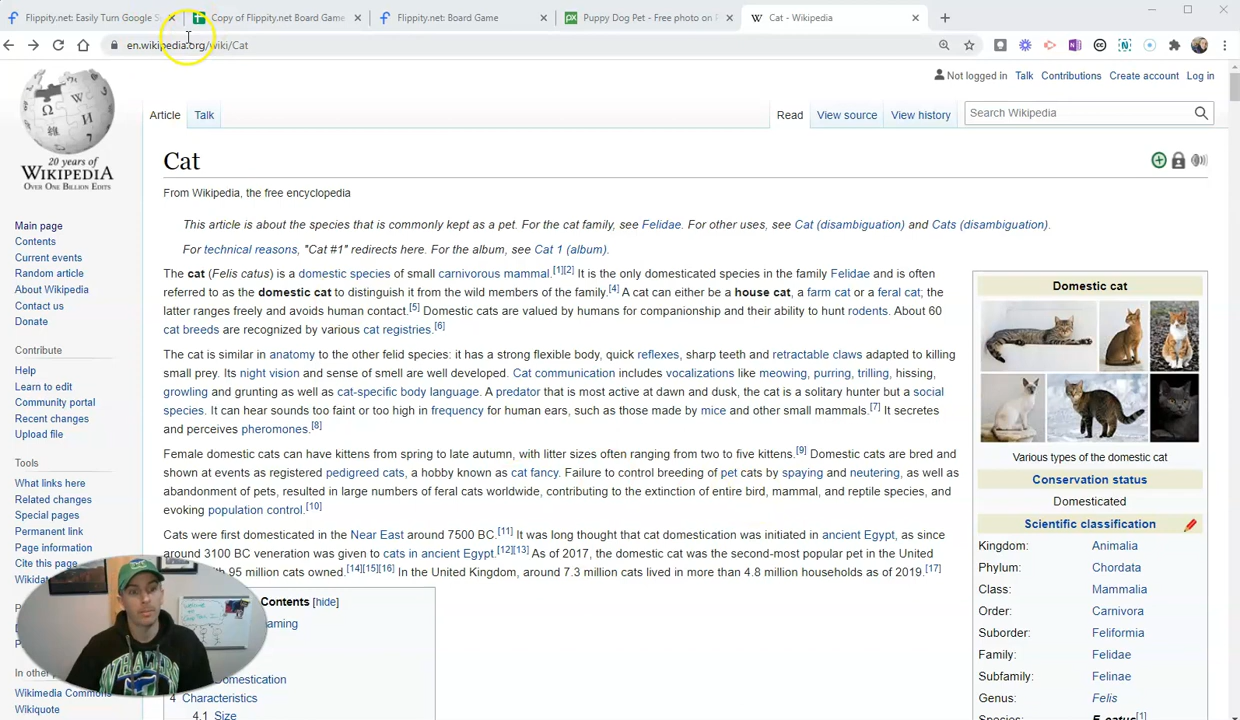 Flippity.net: Easily Turn Google S
Copy of Flippity.net Board Game
Flippity.net: Board Game
Puppy Dog Pet - Free photo on P
Cat - Wikipedia
en.wikipedia.org/wiki/Cat
Not logged in Talk Contributions Create account Log in
Article Talk Read View source View history Search Wikipedia
20 years of
WIKIPEDIA
OVER ONE BILLION EDITS
Main page
Contents
Current events
Random article
About Wikipedia
Contact us
Donate
Contribute
Help
Learn to edit
Community portal
Recent changes
Upload file
Tools
What links here
Related changes
Special pages
Permanent link
Page information
Cite this page
Wikida
In other
Wikimedia Commons
Wikiquote
Cat
From Wikipedia, the free encyclopedia
This article is about the species that is commonly kept as a pet. For the cat family, see Felidae. For other uses, see Cat (disambiguation) and Cats (disambiguation).
For technical reasons, "Cat #1" redirects here. For the album, see Cat 1 (album).
The cat (Felis catus) is a domestic species of small carnivorous mammal.[1][2] It is the only domesticated species in the family Felidae and is often
referred to as the domestic cat to distinguish it from the wild members of the family.[4] A cat can either be a house cat, a farm cat or a feral cat; the
latter ranges freely and avoids human contact.[5] Domestic cats are valued by humans for companionship and their ability to hunt rodents. About 60
cat breeds are recognized by various cat registries.[6]
The cat is similar in anatomy to the other felid species: it has a strong flexible body, quick reflexes, sharp teeth and retractable claws adapted to killing
small prey. Its night vision and sense of smell are well developed. Cat communication includes vocalizations like meowing, purring, trilling, hissing,
growling and grunting as well as cat-specific body language. A predator that is most active at dawn and dusk, the cat is a solitary hunter but a social
species. It can hear sounds too faint or too high in frequency for human ears, such as those made by mice and other small mammals.[7] It secretes
and perceives pheromones.[8]
Female domestic cats can have kittens from spring to late autumn, with litter sizes often ranging from two to five kittens.[9] Domestic cats are bred and
shown at events as registered pedigreed cats, a hobby known as cat fancy. Failure to control breeding of pet cats by spaying and neutering, as well as
abandonment of pets, resulted in large numbers of feral cats worldwide, contributing to the extinction of entire bird, mammal, and reptile species, and
evoking population control.[10]
Cats were first domesticated in the Near East around 7500 BC.[11] It was long thought that cat domestication was initiated in ancient Egypt, as since
around 3100 BC veneration was given to cats in ancient Egypt.[12][13] As of 2017, the domestic cat was the second-most popular pet in the United
95 million cats owned.[14][15][16] In the United Kingdom, around 7.3 million cats lived in more than 4.8 million households as of 2019.[17]
Contents [hide]
aming
omestication
4 Characteristics
4.1 Size
Domestic cat
Various types of the domestic cat
Conservation status
Domesticated
Scientific classification
Kingdom: Animalia
Phylum: Chordata
Class: Mammalia
Order: Carnivora
Suborder: Feliformia
Family: Felidae
Subfamily: Felinae
Genus: Felis
Species: F. catus[1]